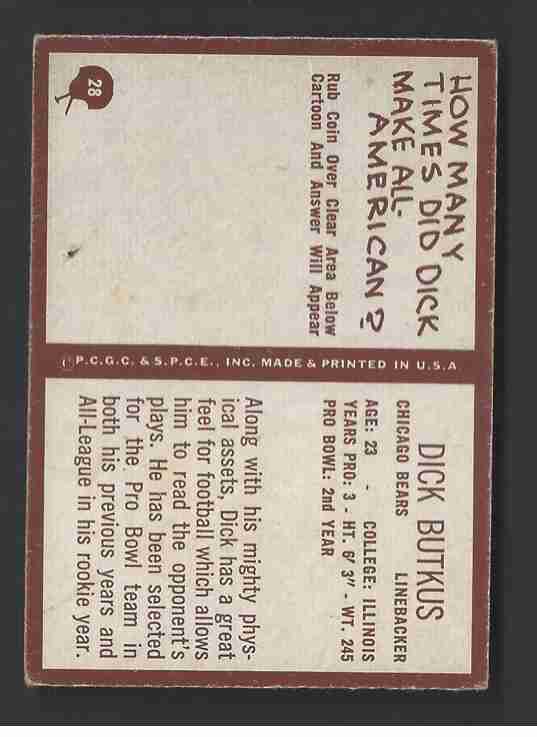 HOW MANY
TIMES DID DICK
MAKE ALL-
AMERICAN?
Rub Coin Over Clear Area Below
Cartoon And Answer Will Appear
28
©P.C.G.C. & S.P.C.E., INC. MADE & PRINTED IN U.S.A
DICK BUTKUS
CHICAGO BEARS LINEBACKER
AGE: 23 - COLLEGE: ILLINOIS
YEARS PRO: 3 - HT. 6' 3" - WT. 245
PRO BOWL: 2nd YEAR
Along with his mighty phys-
ical assets, Dick has a great
feel for football which allows
him to read the opponent's
plays. He has been selected
for the Pro Bowl team in
both his previous years and
All-League in his rookie year.